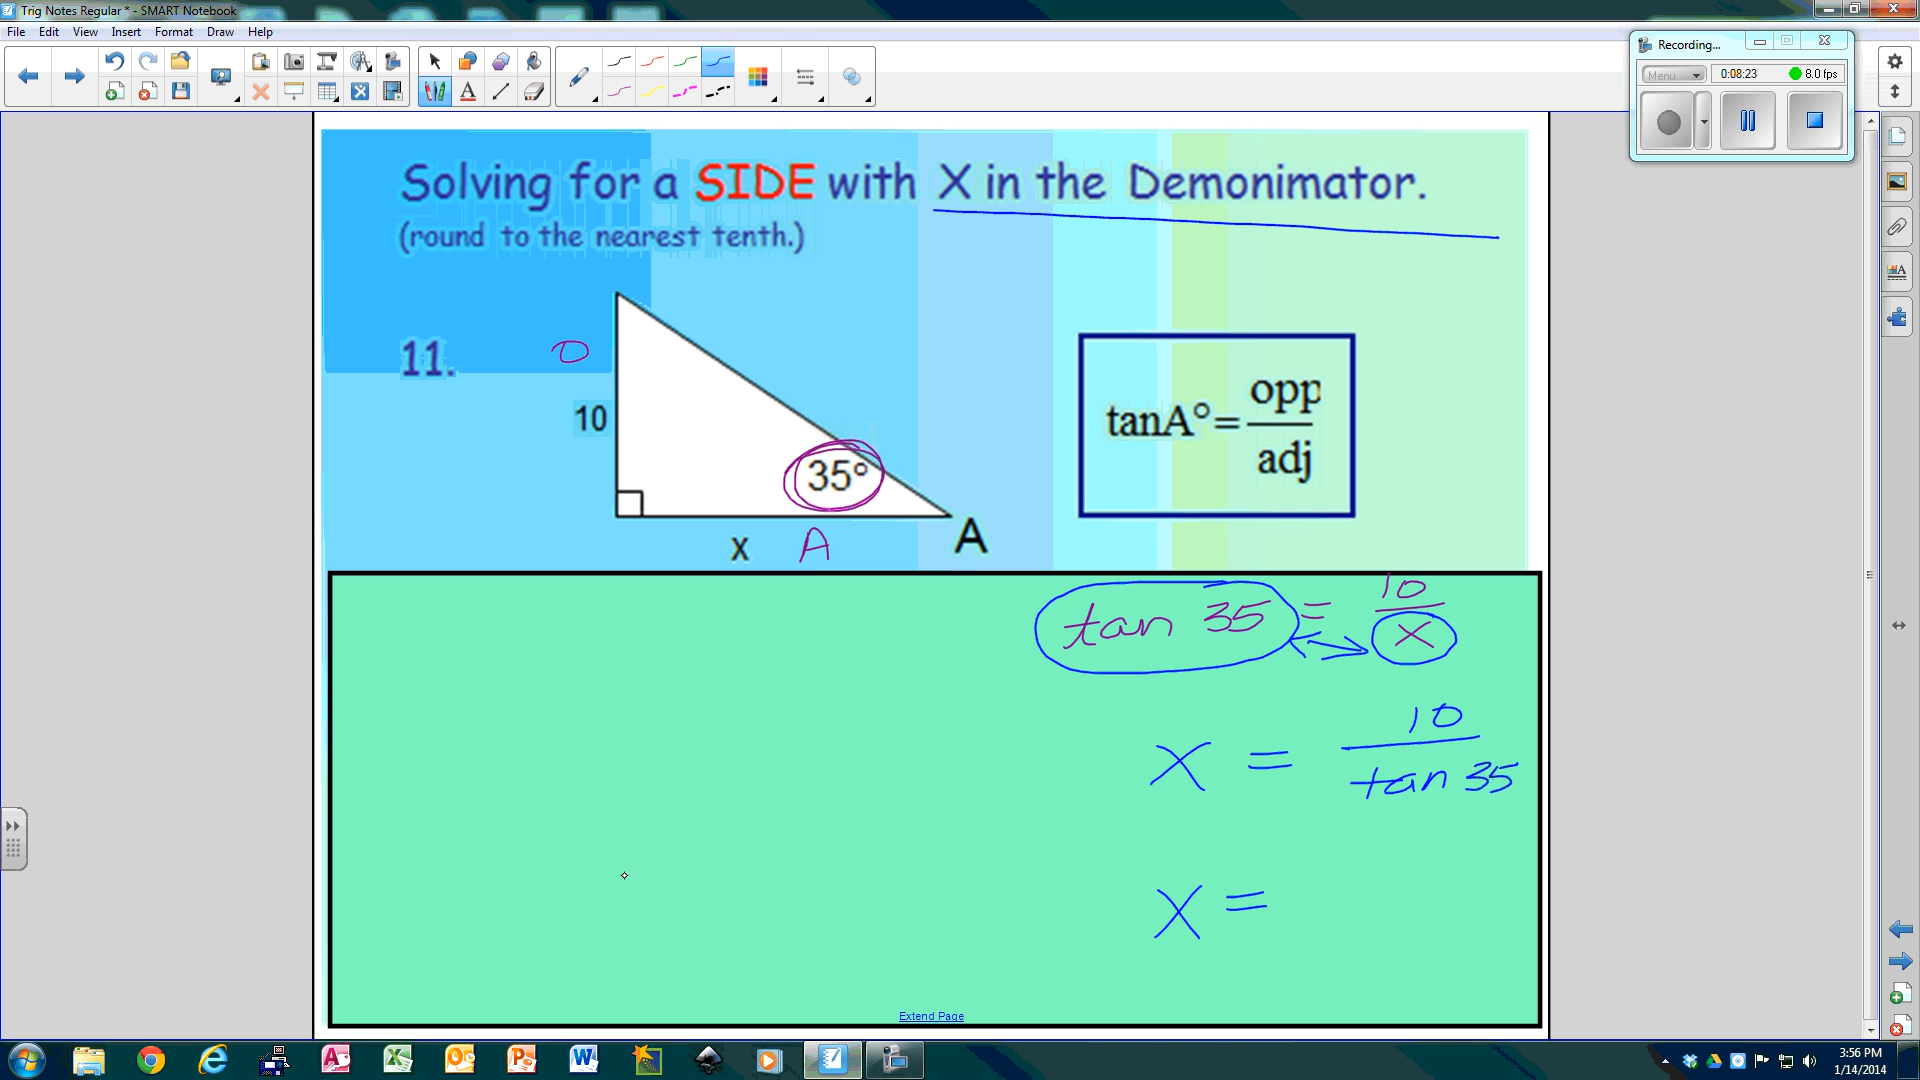 Trig Notes Regular * - SMART Notebook
File Edit View Insert Format Draw Help
Recording...
Menu 0:08:23 8.0 fps
Solving for a SIDE with X in the Demonimator.
(round to the nearest tenth.)
11.
O
10
35°
x A A
tanA°= opp
adj
tan 35 = 10
x
x = 10
tan 35
x =
Extend Page
3:56 PM
1/14/2014